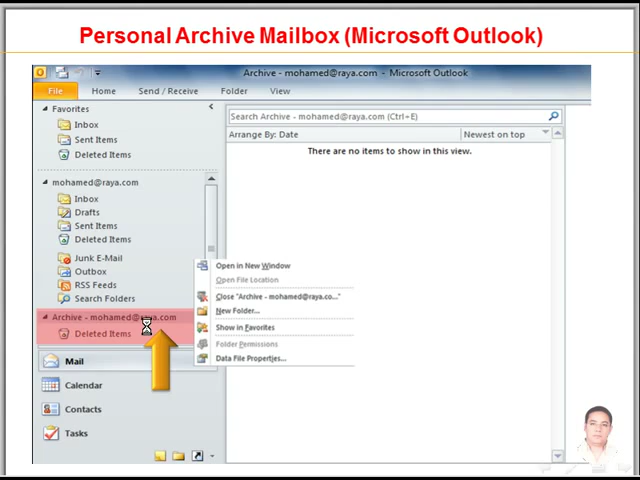 Personal Archive Mailbox (Microsoft Outlook)
Archive - mohamed@raya.com - Microsoft Outlook
File Home Send / Receive Folder View
Favorites
Inbox
Sent Items
Deleted Items
Search Archive - mohamed@raya.com (Ctrl+E)
Arrange By: Date Newest on top
There are no items to show in this view.
mohamed@raya.com
Inbox
Drafts
Sent Items
Deleted Items
Junk E-Mail
Outbox
RSS Feeds
Search Folders
Archive - mohamed@raya.com
Deleted Items
Open in New Window
Open File Location
Close "Archive - mohamed@raya.co..."
New Folder...
Show in Favorites
Folder Permissions
Data File Properties...
Mail
Calendar
Contacts
Tasks